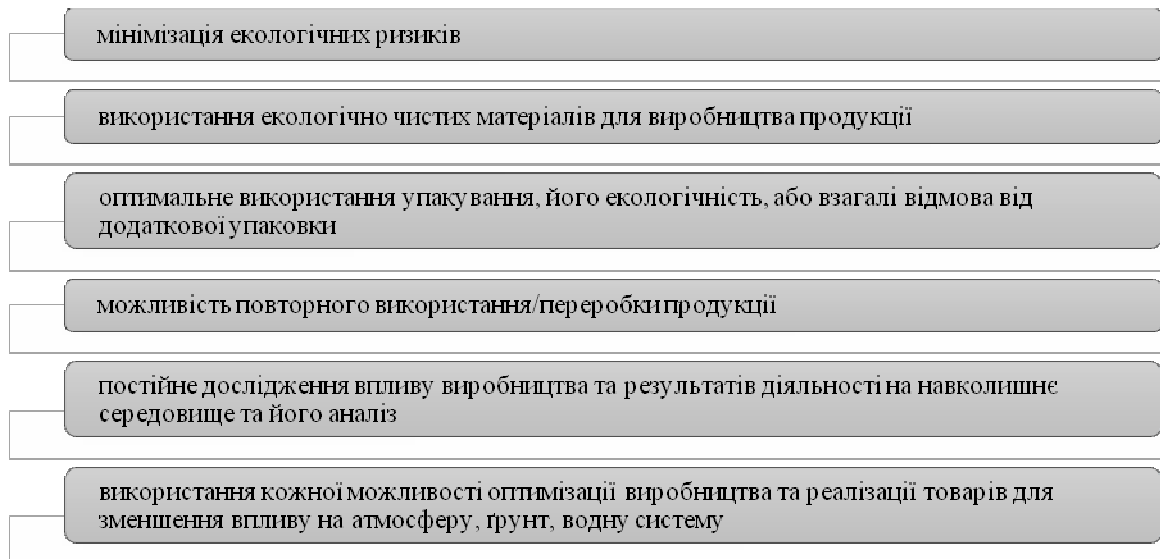 мінімізація екологічних ризиків
використання екологічно чистих матеріалів для виробництва продукції
оптимальне використання упакування, його екологічність, або взагалі відмова від
додаткової упаковки
можливість повторного використання/переробки продукції
постійне дослідження впливу виробництва та результатів діяльності на навколишнє
середовище та його аналіз
використання кожної можливості оптимізації виробництва та реалізації товарів для
зменшення впливу на атмосферу, ґрунт, водну систему